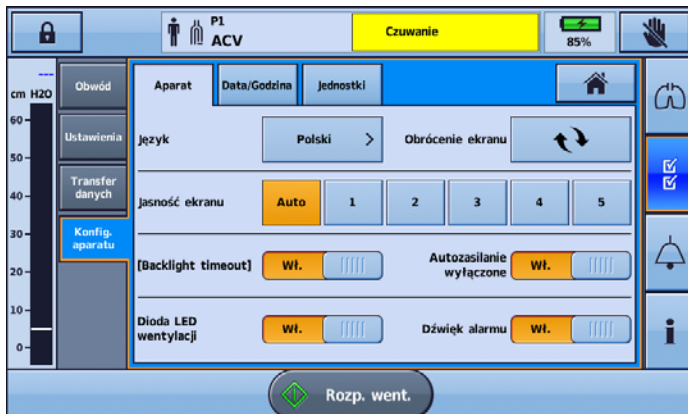 P1
ACV
Czuwanie
85%
---
cm H2O
60
50
40
30
20
10
0
Obwód
Ustawienia
Transfer
danych
Konfig.
aparatu
Aparat
Data/Godzina
Jednostki
Język
Polski >
Obrócenie ekranu
Jasność ekranu
Auto
1
2
3
4
5
[Backlight timeout]
Wł.
Autozasilanie
wyłączone
Wł.
Dioda LED
wentylacji
Wł.
Dźwięk alarmu
Wł.
i
Rozp. went.